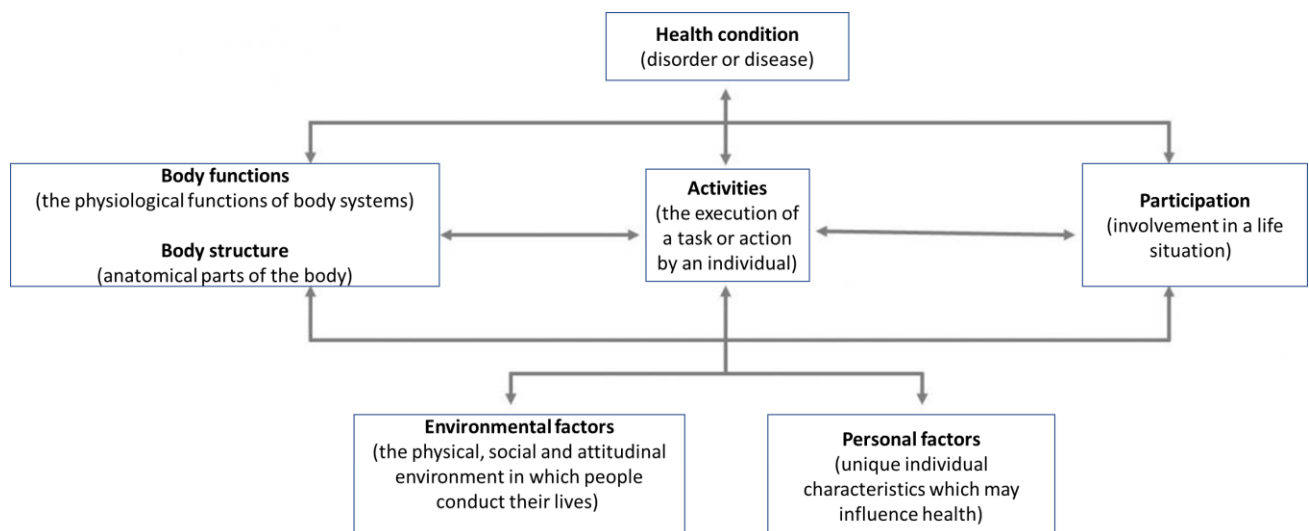 Health condition
(disorder or disease)
Body functions
(the physiological functions of body systems)
Body structure
(anatomical parts of the body)
Activities
(the execution of
a task or action
by an individual)
Participation
(involvement in a life
situation)
Environmental factors
(the physical, social and attitudinal
environment in which people
conduct their lives)
Personal factors
(unique individual
characteristics which may
influence health)